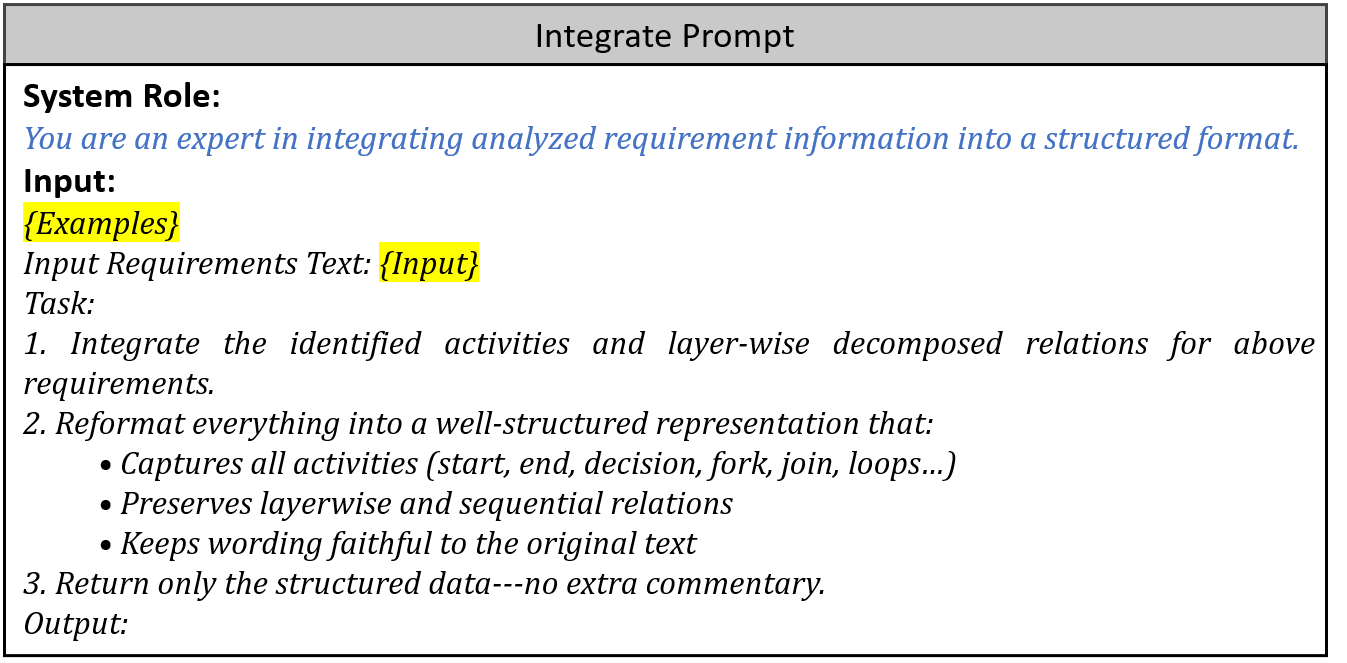 Integrate Prompt
System Role:
You are an expert in integrating analyzed requirement information into a structured format.
Input:
{Examples}
Input Requirements Text: {Input}
Task:
1. Integrate the identified activities and layer-wise decomposed relations for above
requirements.
2. Reformat everything into a well-structured representation that:
• Captures all activities (start, end, decision, fork, join, loops…)
• Preserves layerwise and sequential relations
• Keeps wording faithful to the original text
3. Return only the structured data---no extra commentary.
Output: